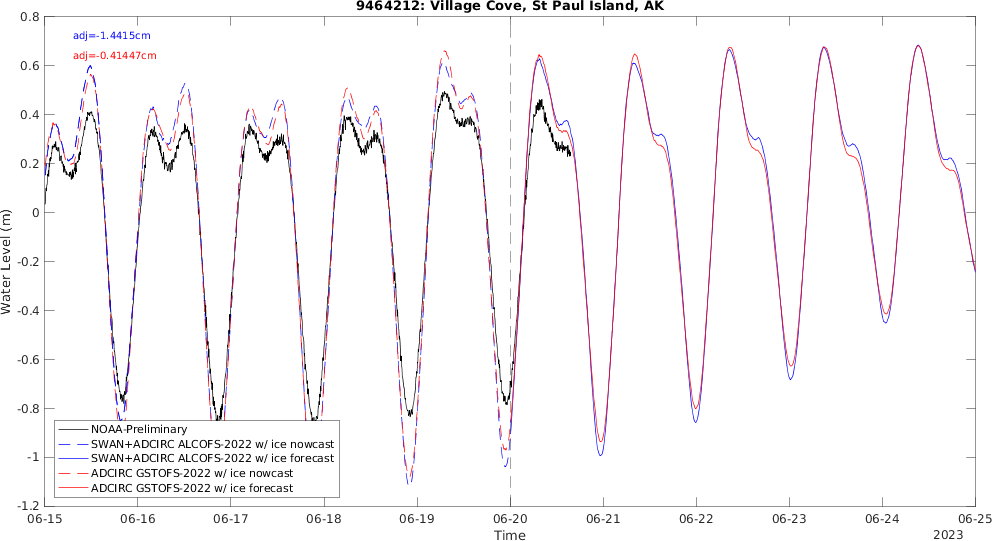 9464212: Village Cove, St Paul Island, AK
adj=-1.4415cm
adj=-0.41447cm
Water Level (m)
0.8
0.6
0.4
0.2
0
-0.2
-0.4
-0.6
-0.8
-1
-1.2
NOAA-Preliminary
SWAN+ADCIRC ALCOFS-2022 w/ ice nowcast
SWAN+ADCIRC ALCOFS-2022 w/ ice forecast
ADCIRC GSTOFS-2022 w/ ice nowcast
ADCIRC GSTOFS-2022 w/ ice forecast
06-15 06-16 06-17 06-18 06-19 06-20 06-21 06-22 06-23 06-24 06-25
Time
2023